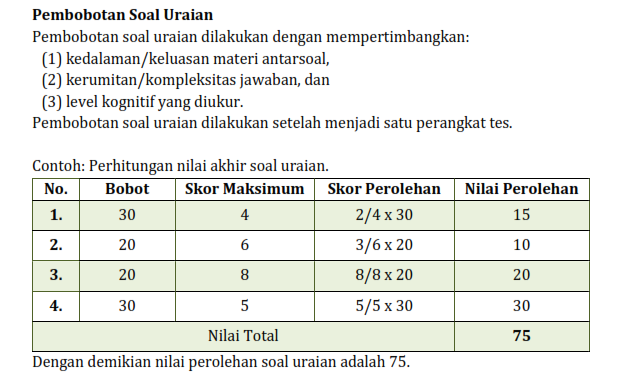 Pembobotan Soal Uraian
Pembobotan soal uraian dilakukan dengan mempertimbangkan:
(1) kedalaman/keluasan materi antarsoal,
(2) kerumitan/kompleksitas jawaban, dan
(3) level kognitif yang diukur.
Pembobotan soal uraian dilakukan setelah menjadi satu perangkat tes.
Contoh: Perhitungan nilai akhir soal uraian.
No. Bobot Skor Maksimum Skor Perolehan Nilai Perolehan
1. 30 4 2/4 x 30 15
2. 20 6 3/6 x 20 10
3. 20 8 8/8 x 20 20
4. 30 5 5/5 x 30 30
Nilai Total 75
Dengan demikian nilai perolehan soal uraian adalah 75.